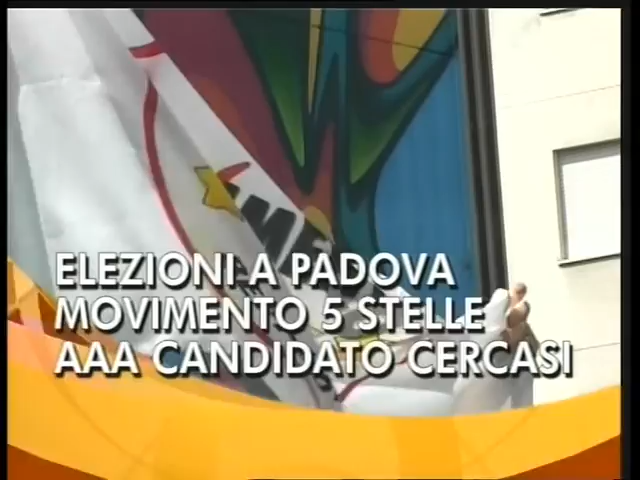 ELEZIONI A PADOVA
MOVIMENTO 5 STELLE
AAA CANDIDATO CERCASI